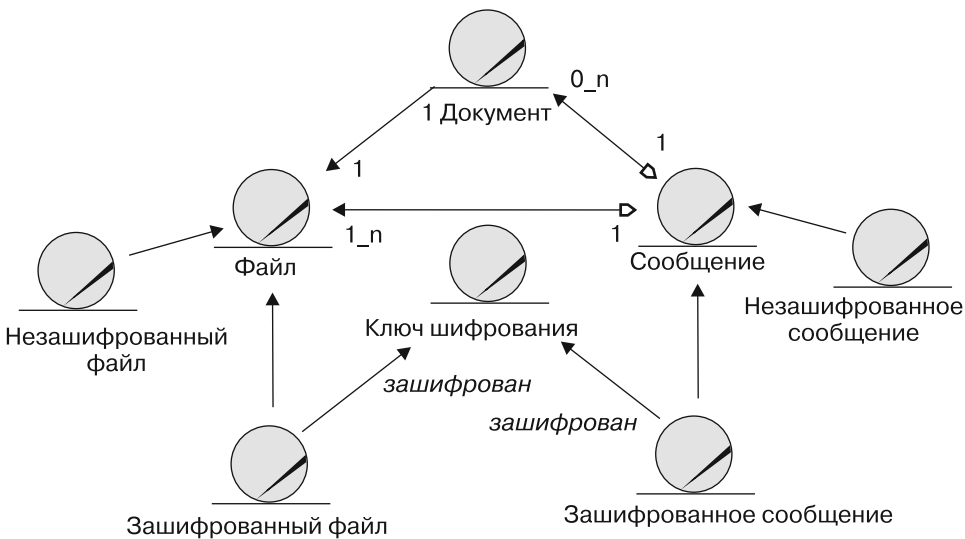 0_n
1 Документ
1
1
1_n
1
Файл
Сообщение
Незашифрованный
файл
Ключ шифрования
Незашифрованное
сообщение
зашифрован
зашифрован
Зашифрованный файл
Зашифрованное сообщение